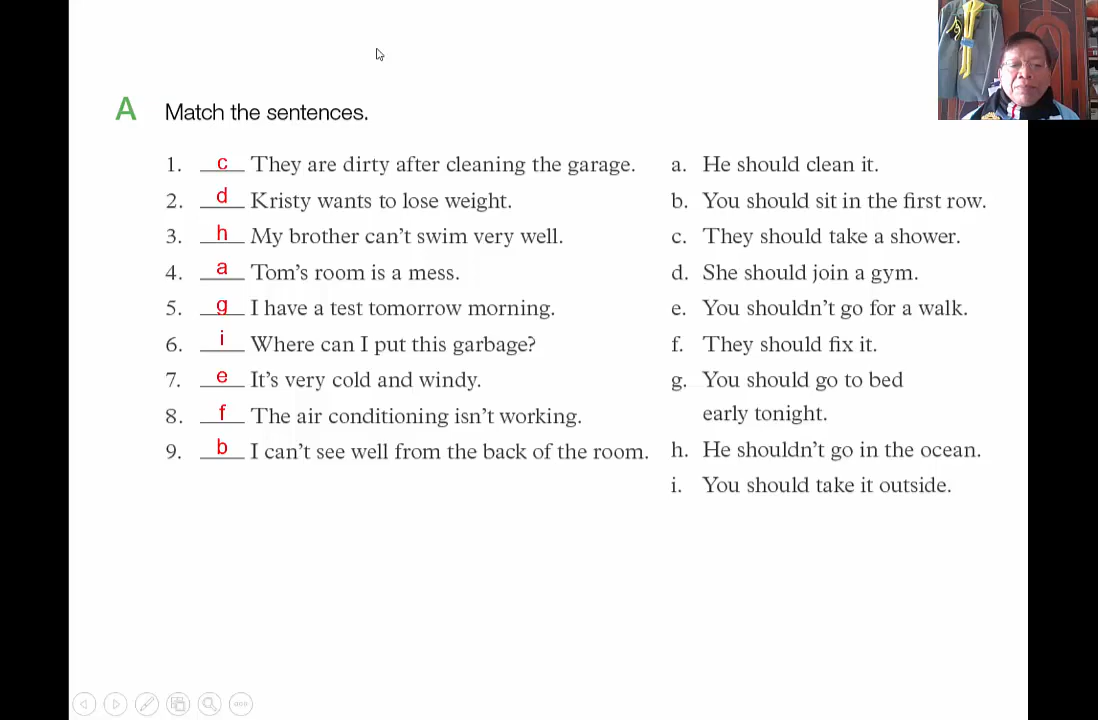 A Match the sentences.
1. c They are dirty after cleaning the garage.
2. d Kristy wants to lose weight.
3. h My brother can't swim very well.
4. a Tom's room is a mess.
5. g I have a test tomorrow morning.
6. i Where can I put this garbage?
7. e It's very cold and windy.
8. f The air conditioning isn't working.
9. b I can't see well from the back of the room.
a. He should clean it.
b. You should sit in the first row.
c. They should take a shower.
d. She should join a gym.
e. You shouldn't go for a walk.
f. They should fix it.
g. You should go to bed
early tonight.
h. He shouldn't go in the ocean.
i. You should take it outside.